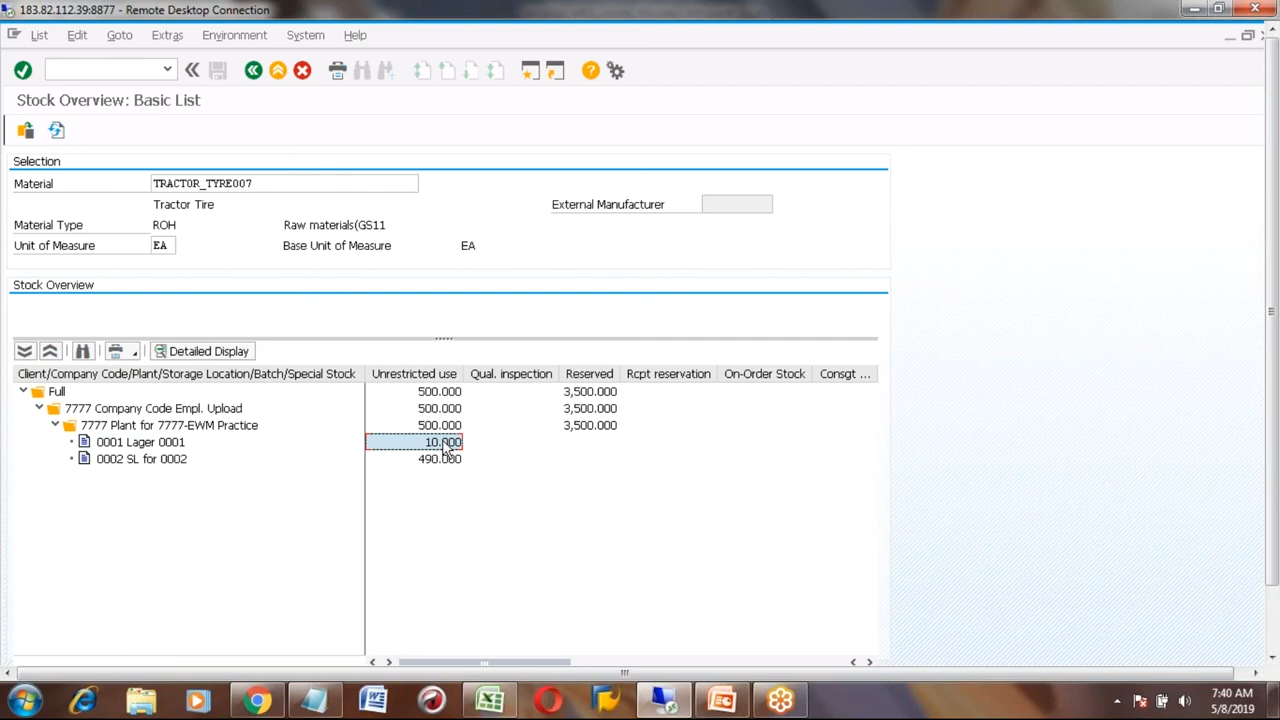 183.82.112.39:8877 - Remote Desktop Connection
List Edit Goto Extras Environment System Help
Stock Overview: Basic List
Selection
Material TRACTOR_TYRE007
Tractor Tire External Manufacturer
Material Type ROH Raw materials(GS11
Unit of Measure EA Base Unit of Measure EA
Stock Overview
Detailed Display
Client/Company Code/Plant/Storage Location/Batch/Special Stock Unrestricted use Qual. inspection Reserved Rcpt reservation On-Order Stock Consgt ...
Full 500.000 3,500.000
7777 Company Code Empl. Upload 500.000 3,500.000
7777 Plant for 7777-EWM Practice 500.000 3,500.000
0001 Lager 0001 10.000
0002 SL for 0002 490.000
7:40 AM
5/8/2019